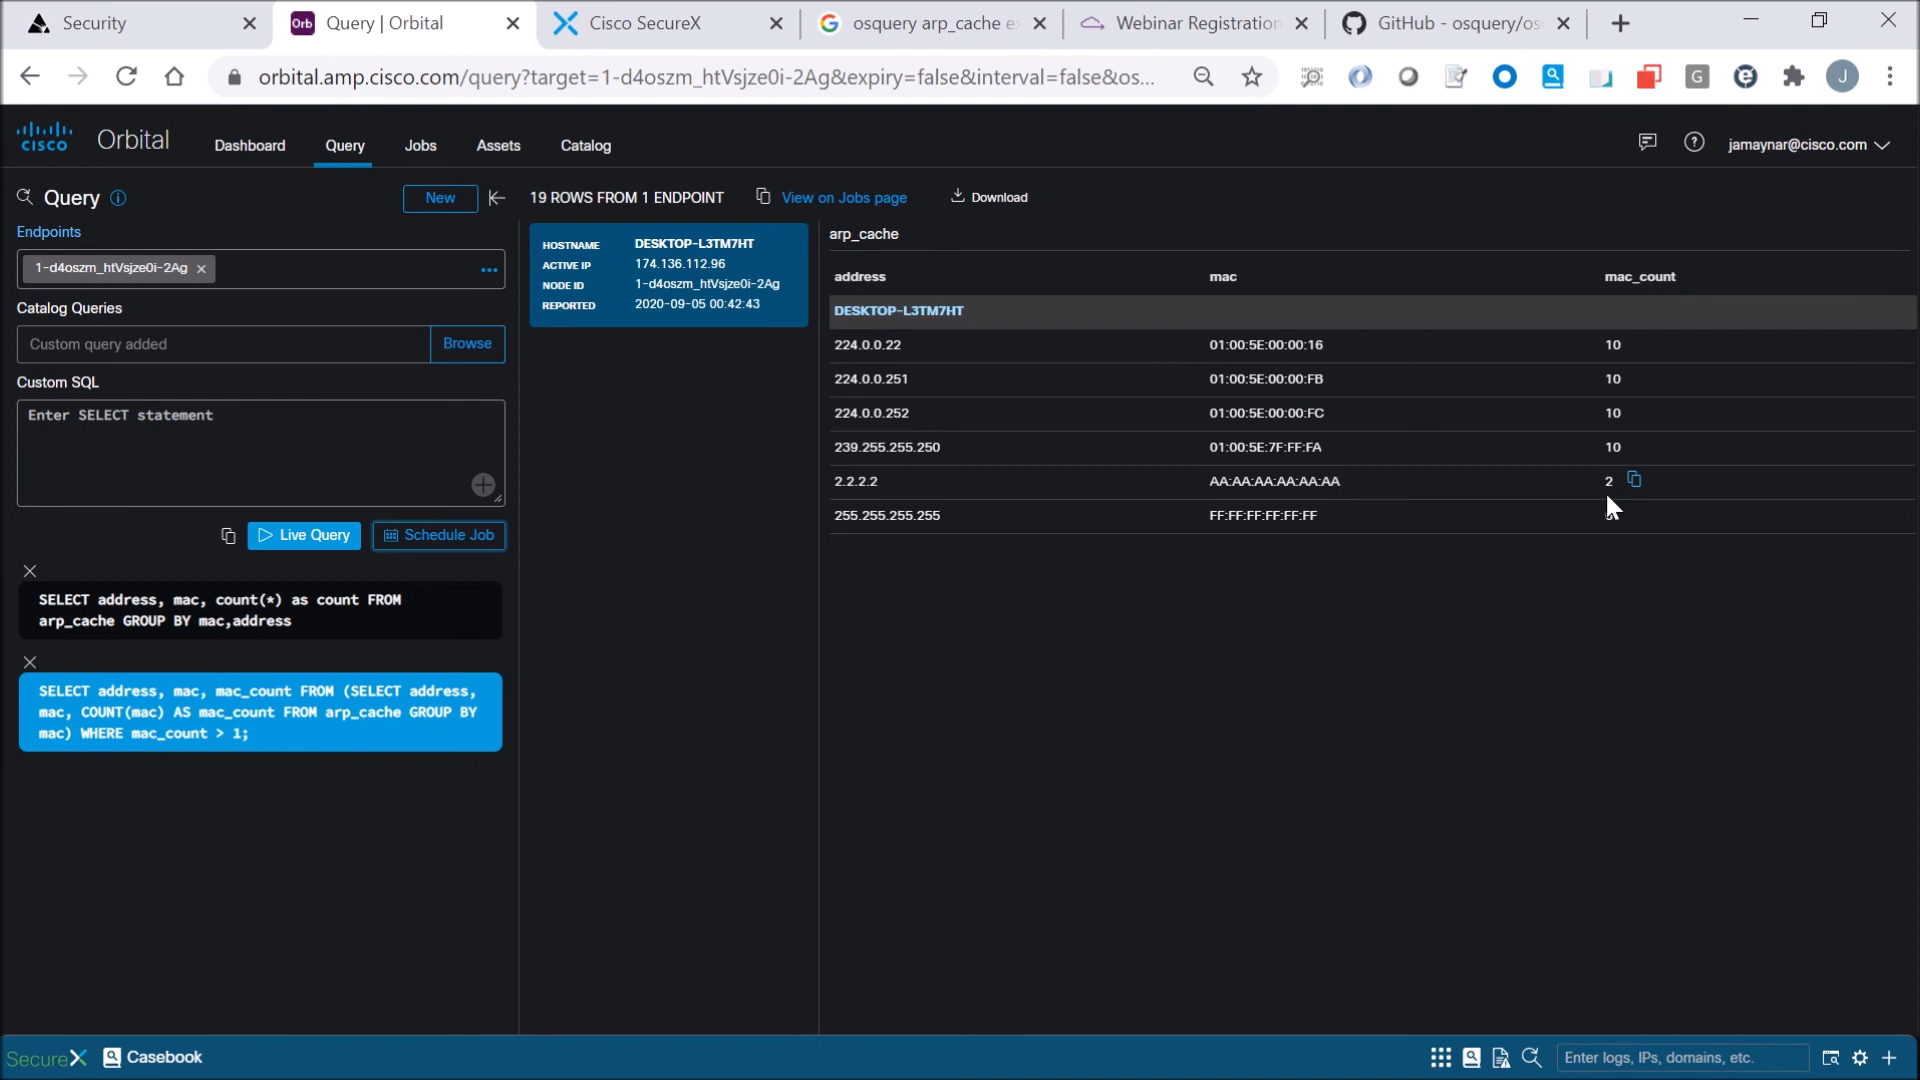 Security
Orb Query | Orbital
Cisco SecureX
osquery arp_cache e
Webinar Registration
GitHub - osquery/os
orbital.amp.cisco.com/query?target=1-d4oszm_htVsjze0i-2Ag&expiry=false&interval=false&os...
G
J
cisco Orbital
Dashboard
Query
Jobs
Assets
Catalog
jamaynar@cisco.com
Query
New
19 ROWS FROM 1 ENDPOINT
View on Jobs page
Download
Endpoints
1-d4oszm_htVsjze0i-2Ag
Catalog Queries
Custom query added
Browse
Custom SQL
Enter SELECT statement
Live Query
Schedule Job
SELECT address, mac, count(*) as count FROM
arp_cache GROUP BY mac,address
SELECT address, mac, mac_count FROM (SELECT address,
mac, COUNT(mac) AS mac_count FROM arp_cache GROUP BY
mac) WHERE mac_count > 1;
HOSTNAME DESKTOP-L3TM7HT
ACTIVE IP 174.136.112.96
NODE ID 1-d4oszm_htVsjze0i-2Ag
REPORTED 2020-09-05 00:42:43
arp_cache
address mac mac_count
DESKTOP-L3TM7HT
224.0.0.22 01:00:5E:00:00:16 10
224.0.0.251 01:00:5E:00:00:FB 10
224.0.0.252 01:00:5E:00:00:FC 10
239.255.255.250 01:00:5E:7F:FF:FA 10
2.2.2.2 AA:AA:AA:AA:AA:AA 2
255.255.255.255 FF:FF:FF:FF:FF:FF
SecureX
Casebook
Enter logs, IPs, domains, etc.